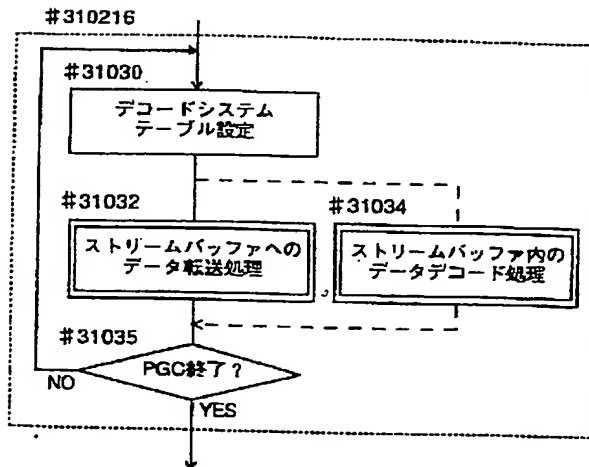 #310216
#31030
デコードシステム
テーブル設定
#31032
ストリームバッファへの
データ転送処理
#31034
ストリームバッファ内の
データデコード処理
#31035
PGC終了?
NO
YES